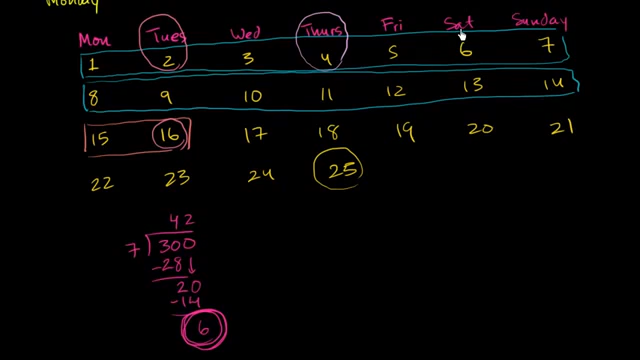 Monday
Mon Tues Wed Thurs Fri Sat Sunday
1 2 3 4 5 6 7
8 9 10 11 12 13 14
15 16 17 18 19 20 21
22 23 24 25
42
7)300
-28↓
20
-14
6